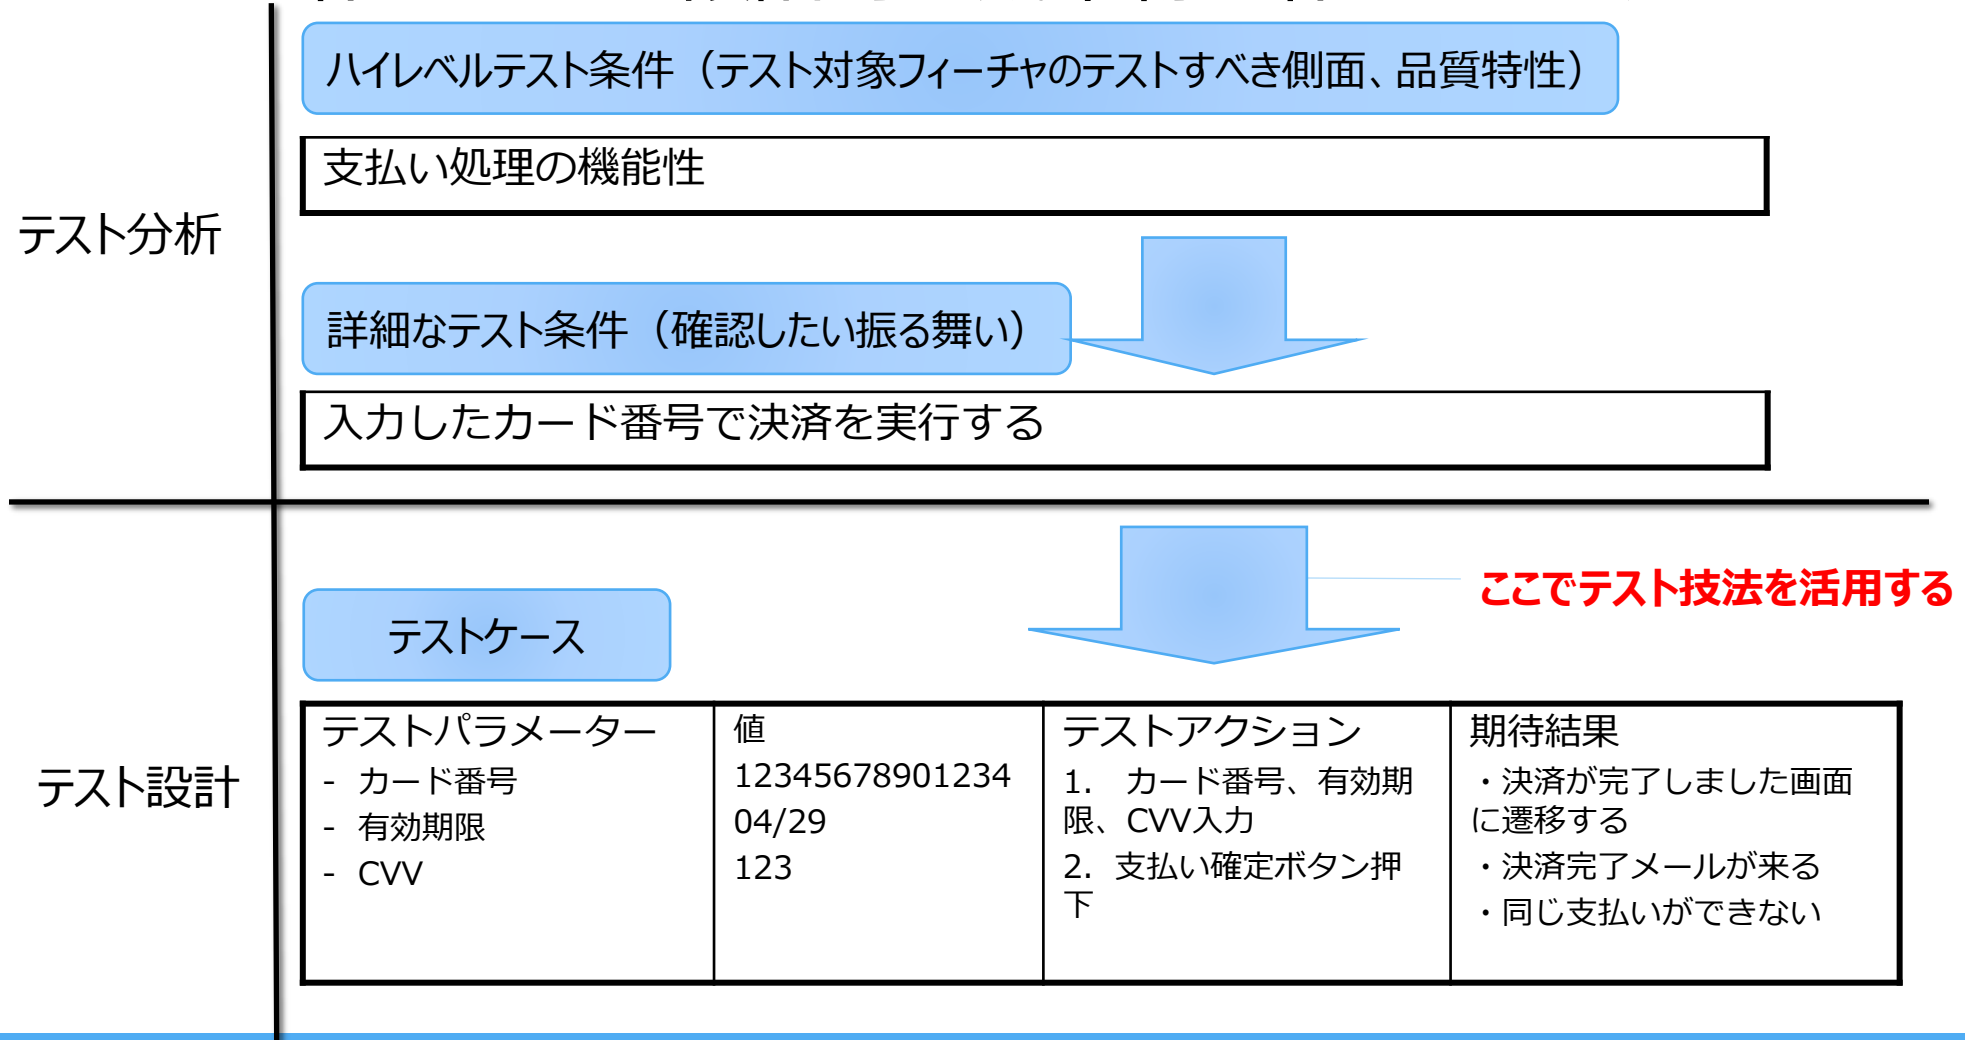 ハイレベルテスト条件（テスト対象フィーチャのテストすべき側面、品質特性）
支払い処理の機能性
テスト分析
詳細なテスト条件（確認したい振る舞い）
入力したカード番号で決済を実行する
ここでテスト技法を活用する
テストケース
テスト設計
テストパラメーター
- カード番号
- 有効期限
- CVV
値
12345678901234
04/29
123
テストアクション
1. カード番号、有効期
限、CVV入力
2. 支払い確定ボタン押
下
期待結果
・決済が完了しました画面
に遷移する
・決済完了メールが来る
・同じ支払いができない